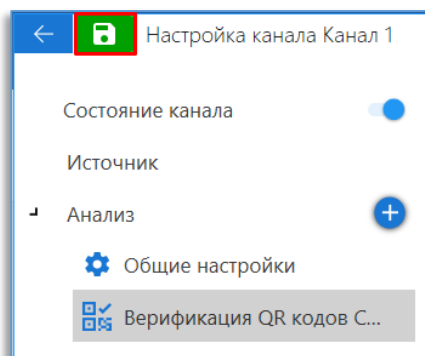 Настройка канала Канал 1
Состояние канала
Источник
Анализ
Общие настройки
Верификация QR кодов С...